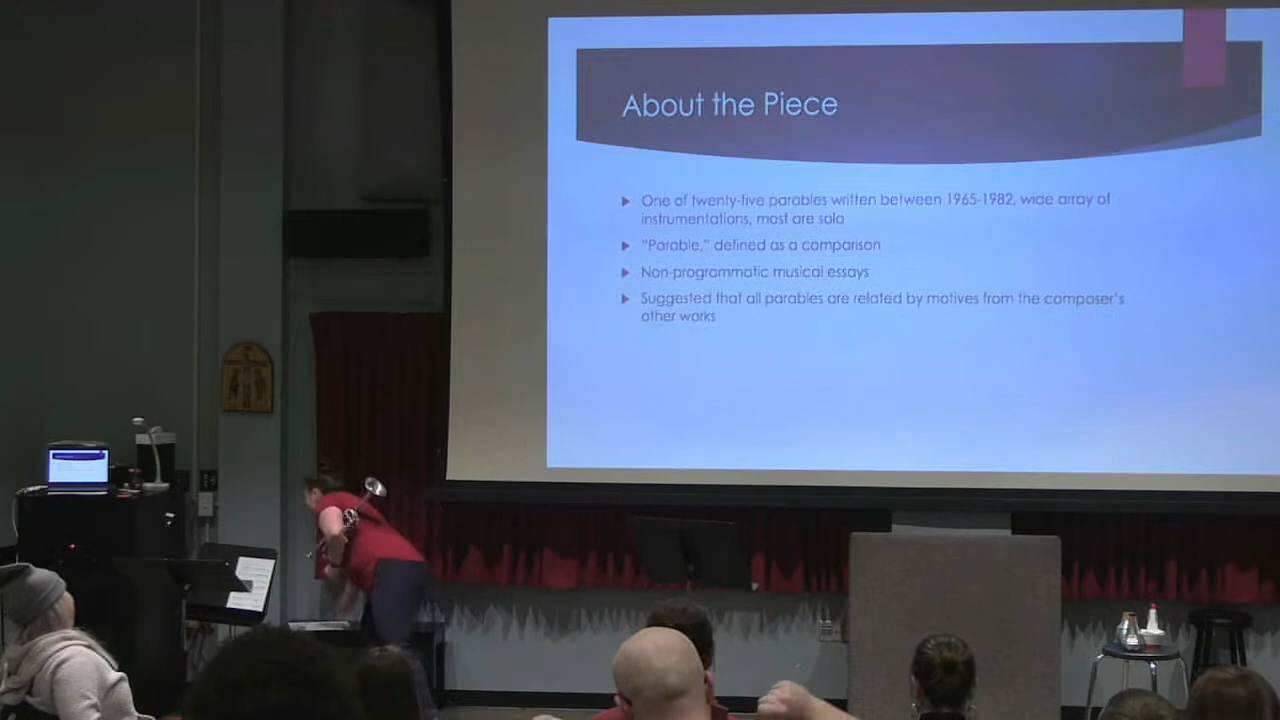 About the Piece
One of twenty-five parables written between 1965-1982, wide array of
instrumentations, most are solo
“Parable,” defined as a comparison
Non-programmatic musical essays
Suggested that all parables are related by motives from the composer's
other works